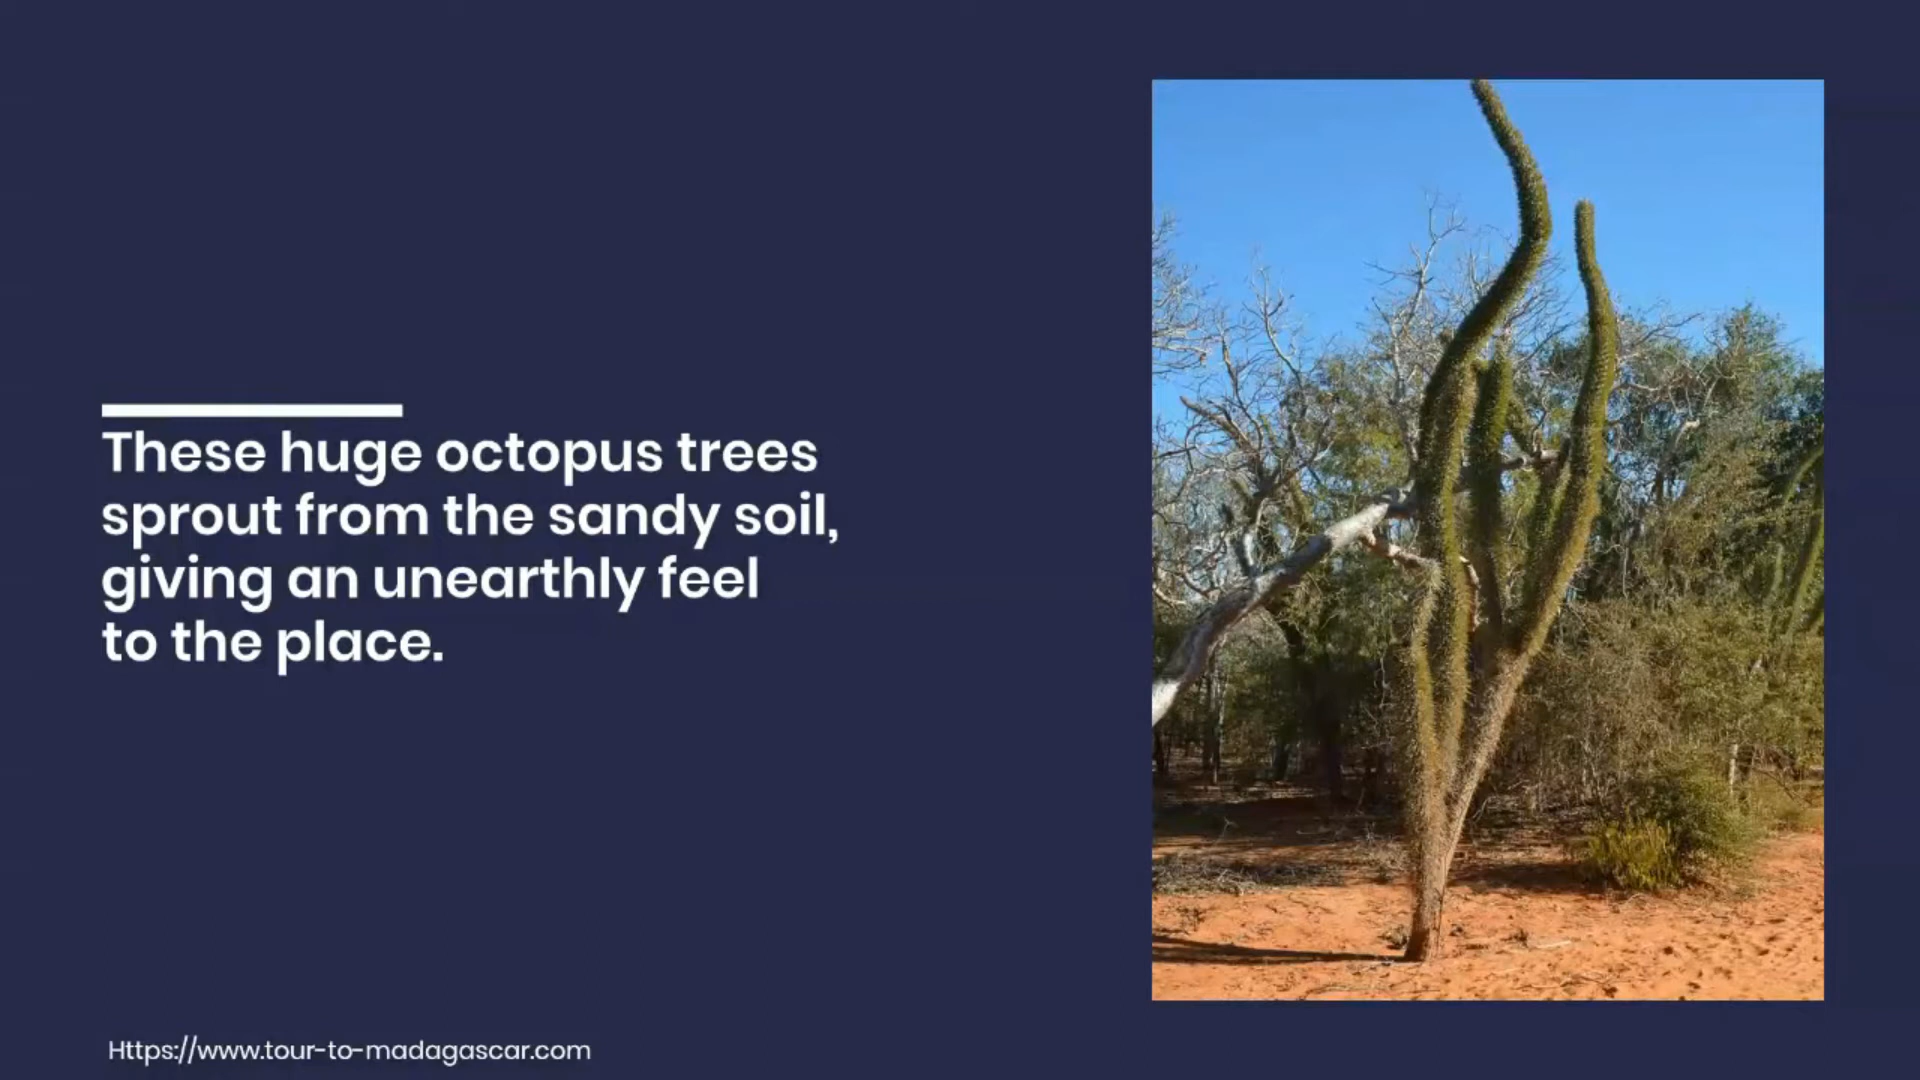 These huge octopus trees
sprout from the sandy soil,
giving an unearthly feel
to the place.
Https://www.tour-to-madagascar.com